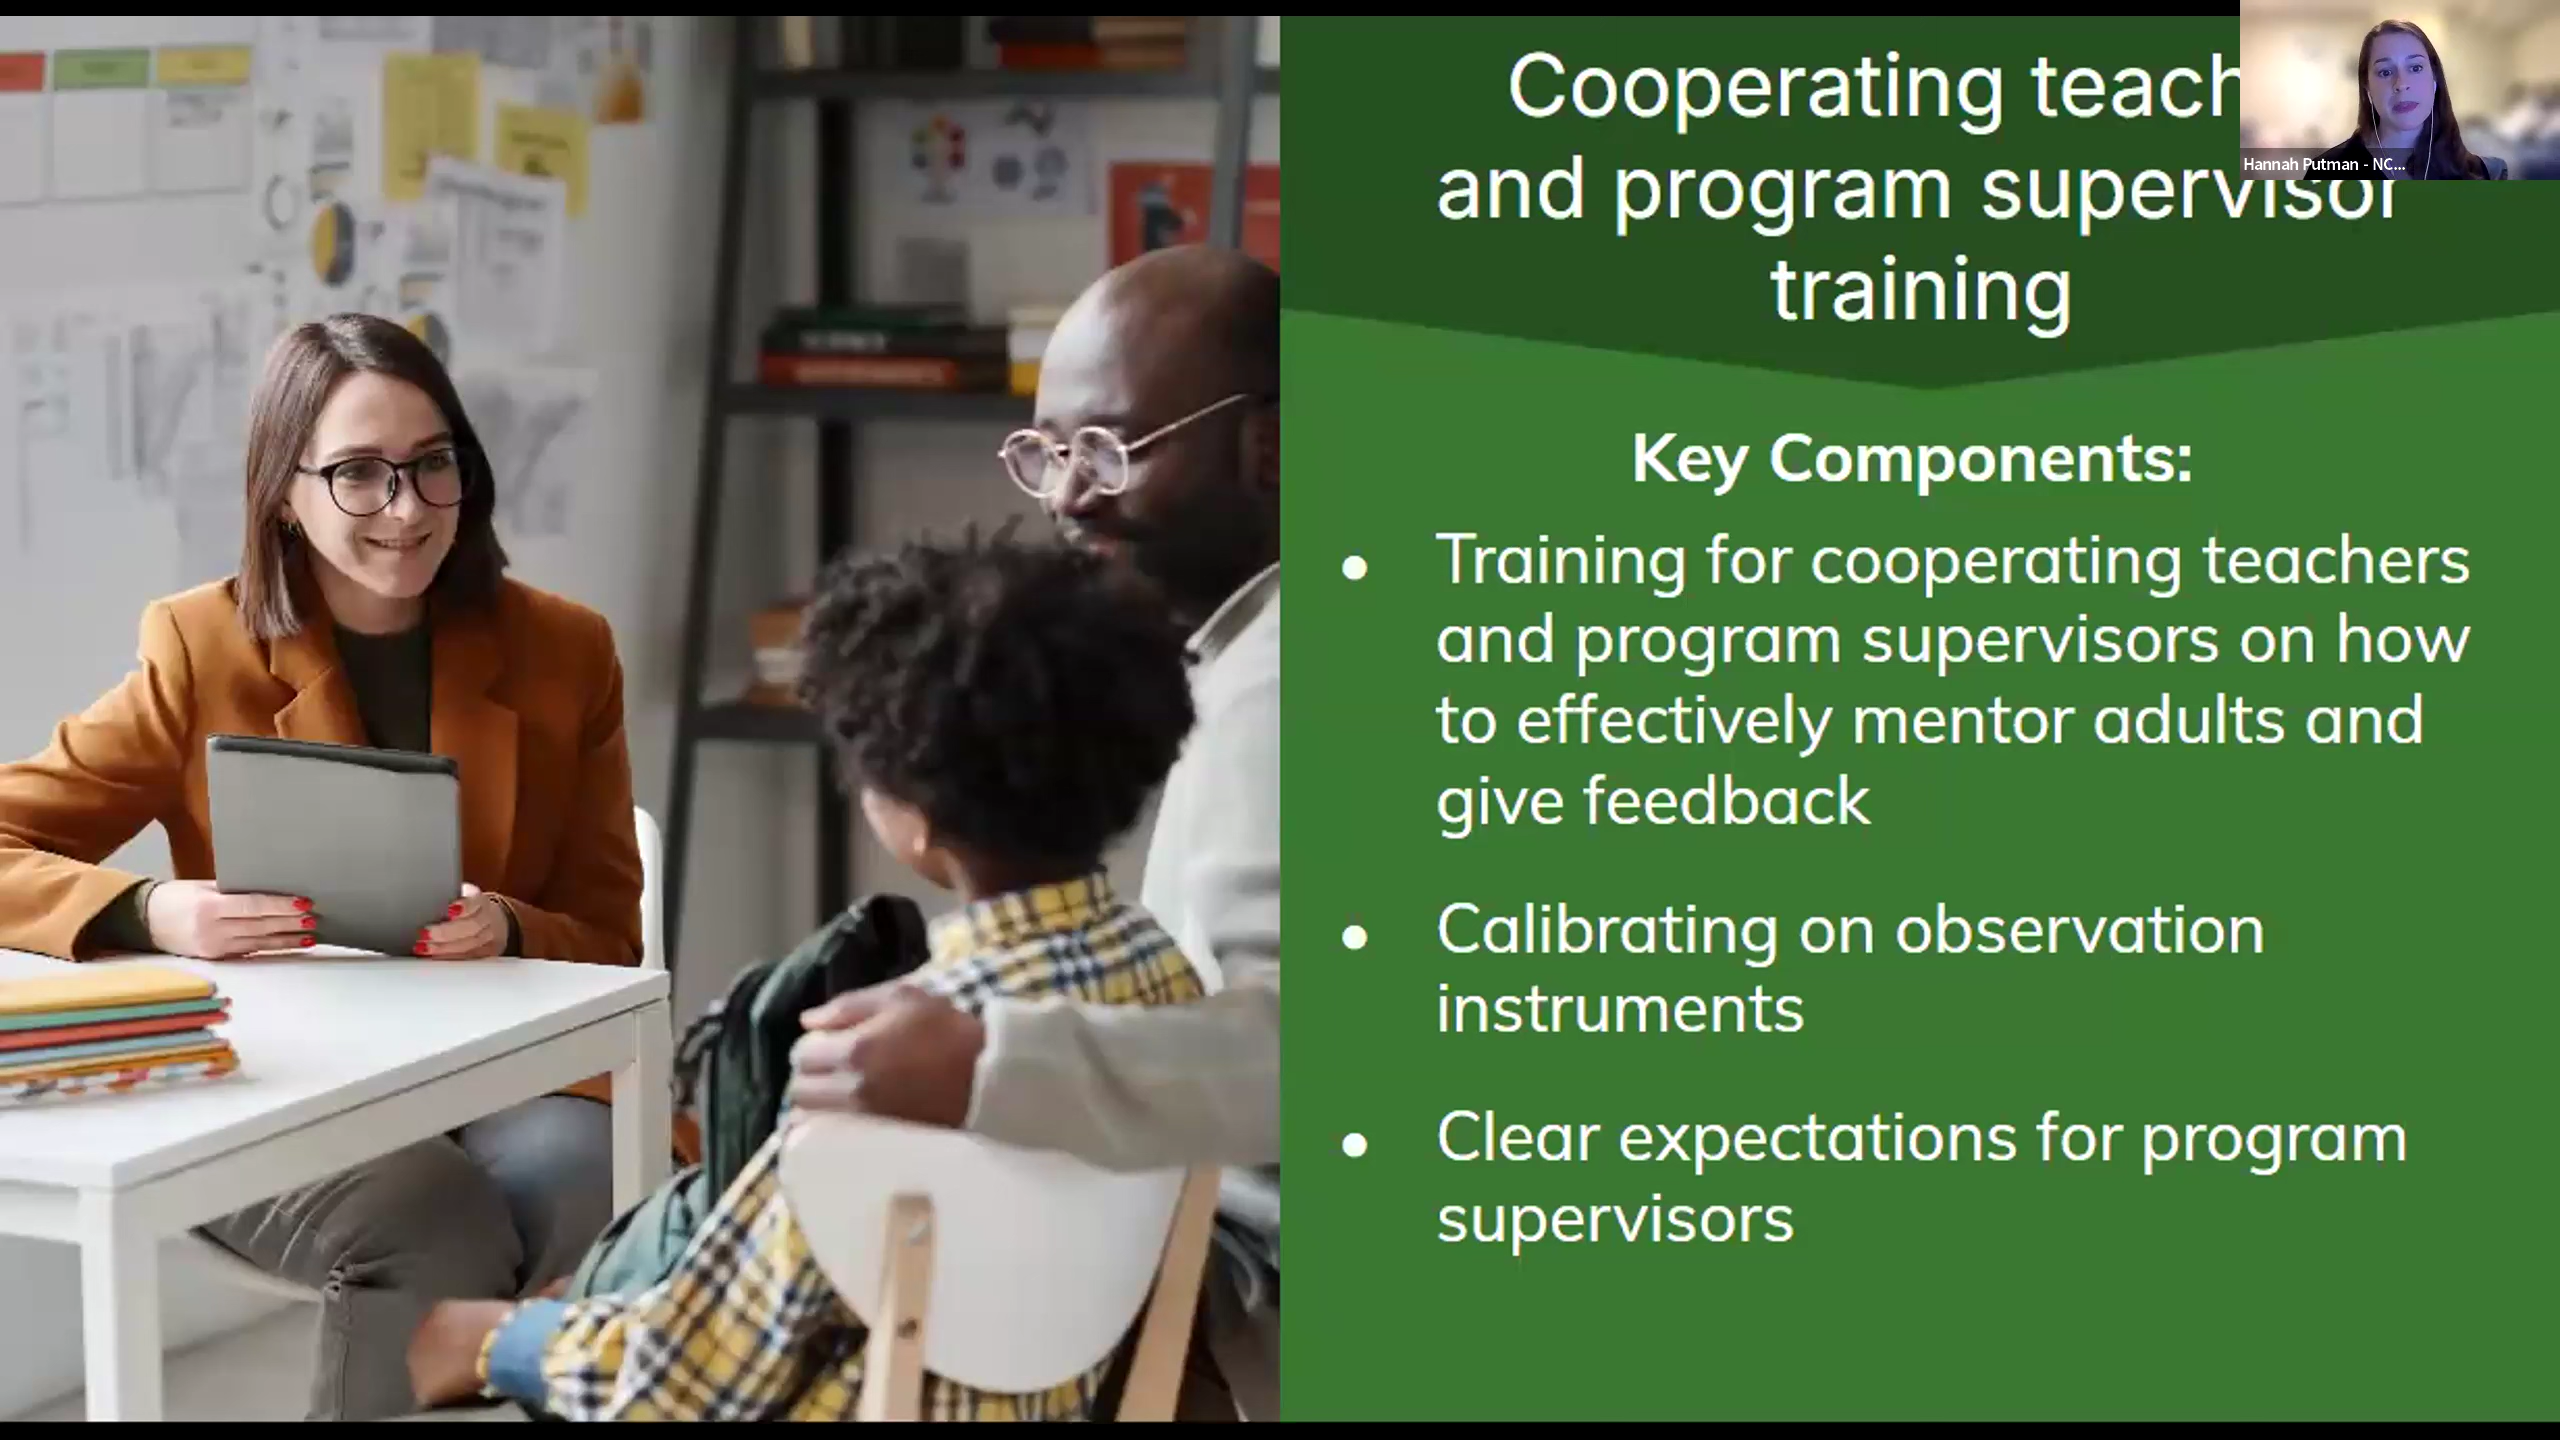 Cooperating teach
and program supervisor
training
Hannah Putman - NC...
Key Components:
• Training for cooperating teachers
and program supervisors on how
to effectively mentor adults and
give feedback
• Calibrating on observation
instruments
• Clear expectations for program
supervisors
SCIENCE